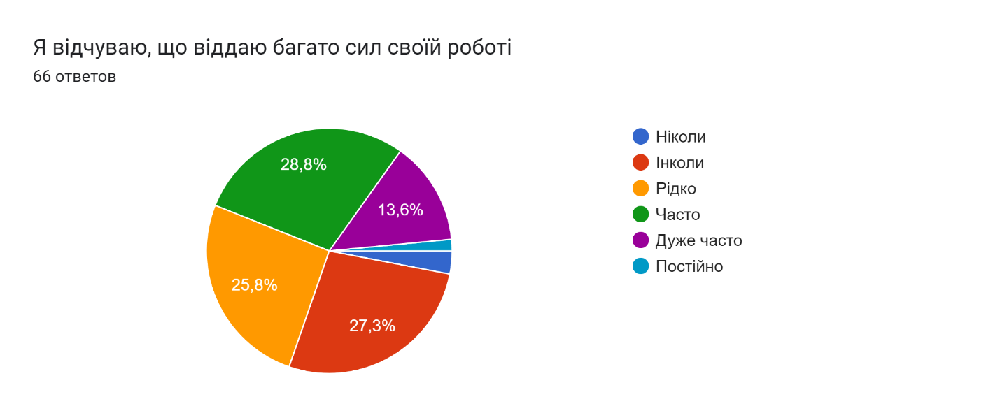 Я відчуваю, що віддаю багато сил своїй роботі
66 ответов
28,8%
13,6%
25,8%
27,3%
Ніколи
Інколи
Рідко
Часто
Дуже часто
Постійно